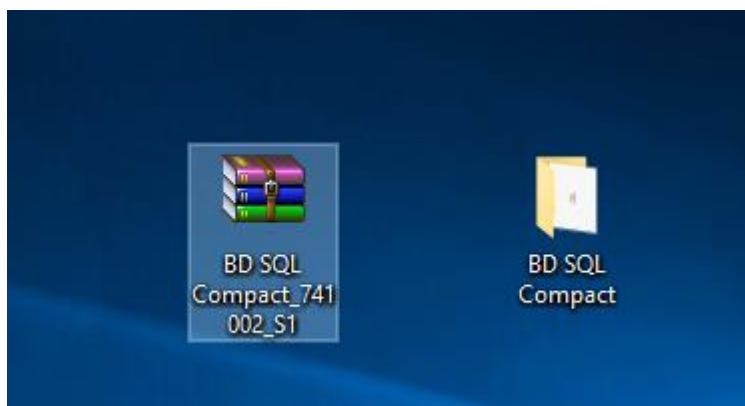 BD SQL
Compact_741
002_S1
BD SQL
Compact